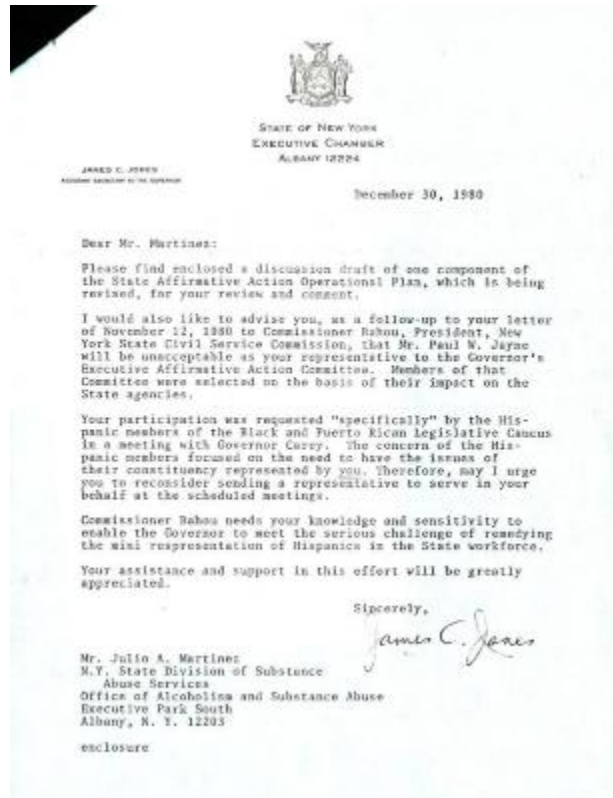 STATE OF NEW YORK
EXECUTIVE CHAMBER
ALBANY 12224
JAMES C. JONES
ASSISTANT SECRETARY TO THE GOVERNOR
December 30, 1980
Dear Mr. Martinez:
Please find enclosed a discussion draft of one component of
the State Affirmative Action Operational Plan, which is being
revised, for your review and comment.
I would also like to advise you, as a follow-up to your letter
of November 12, 1980 to Commissioner Bahou, President, New
York State Civil Service Commission, that Mr. Paul W. Jayne
will be unacceptable as your representative to the Governor's
Executive Affirmative Action Committee. Members of that
Committee were selected on the basis of their impact on the
State agencies.
Your participation was requested "specifically" by the His-
panic members of the Black and Puerto Rican Legislative Caucus
in a meeting with Governor Carey. The concern of the His-
panic members focused on the need to have the issues of
their constituency represented by you. Therefore, may I urge
you to reconsider sending a representative to serve in your
behalf at the scheduled meetings.
Commissioner Bahou needs your knowledge and sensitivity to
enable the Governor to meet the serious challenge of remedying
the mini respresentation of Hispanics in the State workforce.
Your assistance and support in this effort will be greatly
appreciated.
Sincerely,
James C. Jones
Mr. Julio A. Martinez
N.Y. State Division of Substance
Abuse Services
Office of Alcoholism and Substance Abuse
Executive Park South
Albany, N. Y. 12203
enclosure